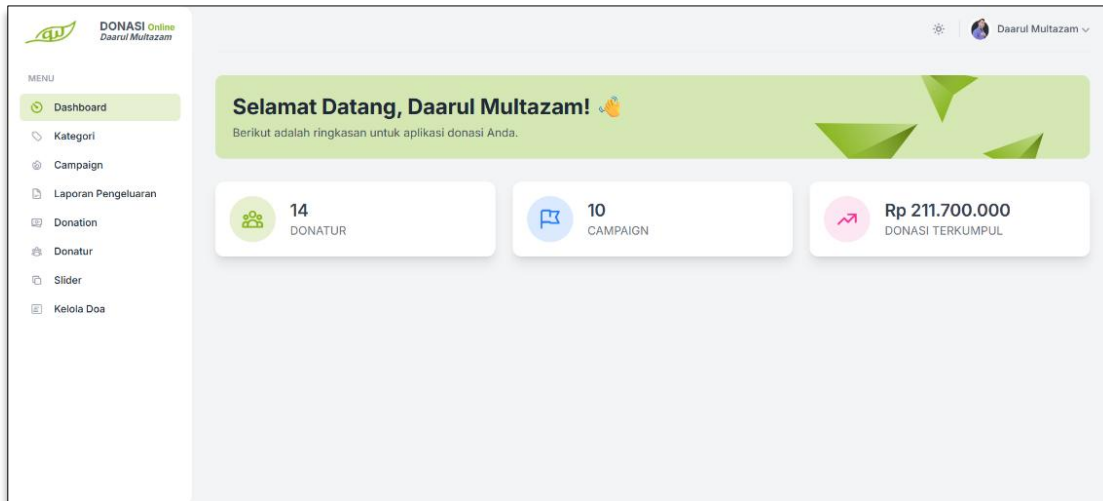 DONASI Online
Daarul Multazam
Daarul Multazam
MENU
Dashboard
Kategori
Campaign
Laporan Pengeluaran
Donation
Donatur
Slider
Kelola Doa
Selamat Datang, Daarul Multazam! 👋
Berikut adalah ringkasan untuk aplikasi donasi Anda.
14
DONATUR
10
CAMPAIGN
Rp 211.700.000
DONASI TERKUMPUL